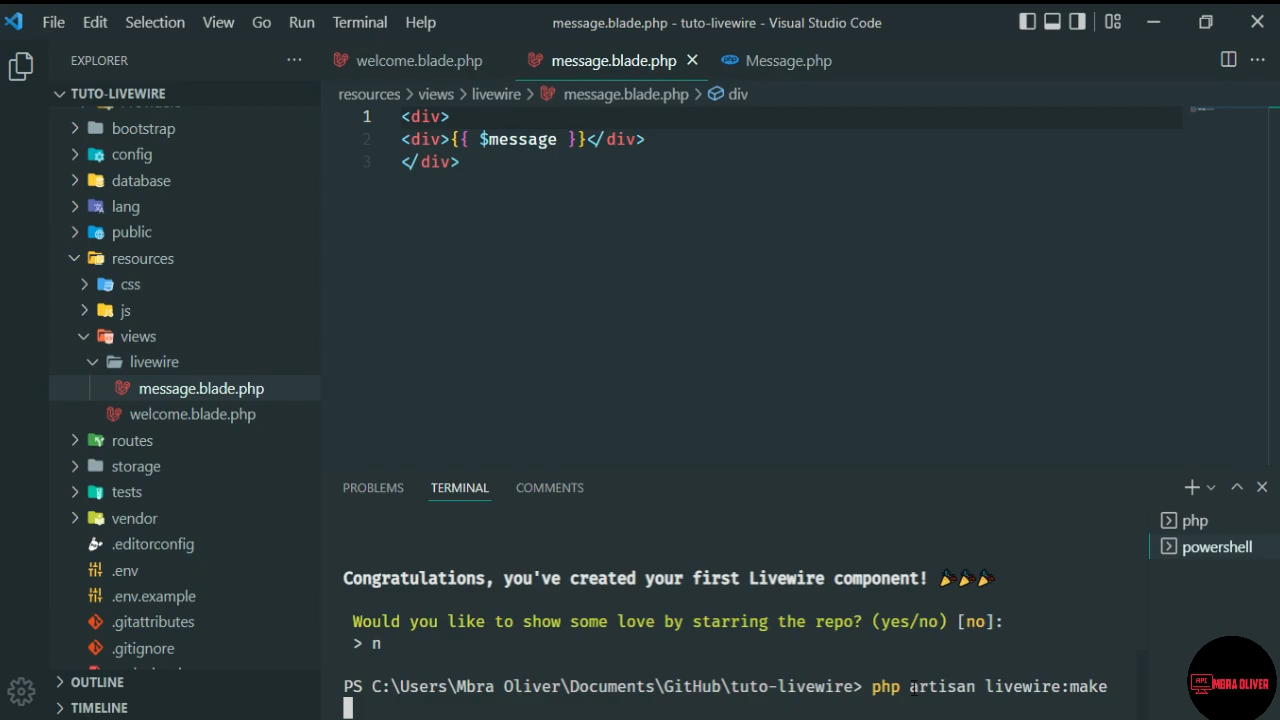 File Edit Selection View Go Run Terminal Help message.blade.php - tuto-livewire - Visual Studio Code
EXPLORER
welcome.blade.php message.blade.php Message.php
TUTO-LIVEWIRE
resources > views > livewire > message.blade.php > div
bootstrap
config
database
lang
public
resources
css
js
views
livewire
message.blade.php
welcome.blade.php
routes
storage
tests
vendor
.editorconfig
.env
.env.example
.gitattributes
.gitignore
OUTLINE
TIMELINE
1 <div>
2 <div>{{ $message }}</div>
3 </div>
PROBLEMS TERMINAL COMMENTS
php
powershell
Congratulations, you've created your first Livewire component! 🎉🎉🎉
Would you like to show some love by starring the repo? (yes/no) [no]:
> n
PS C:\Users\Mbra Oliver\Documents\GitHub\tuto-livewire> php artisan livewire:make
API MBRA OLIVER